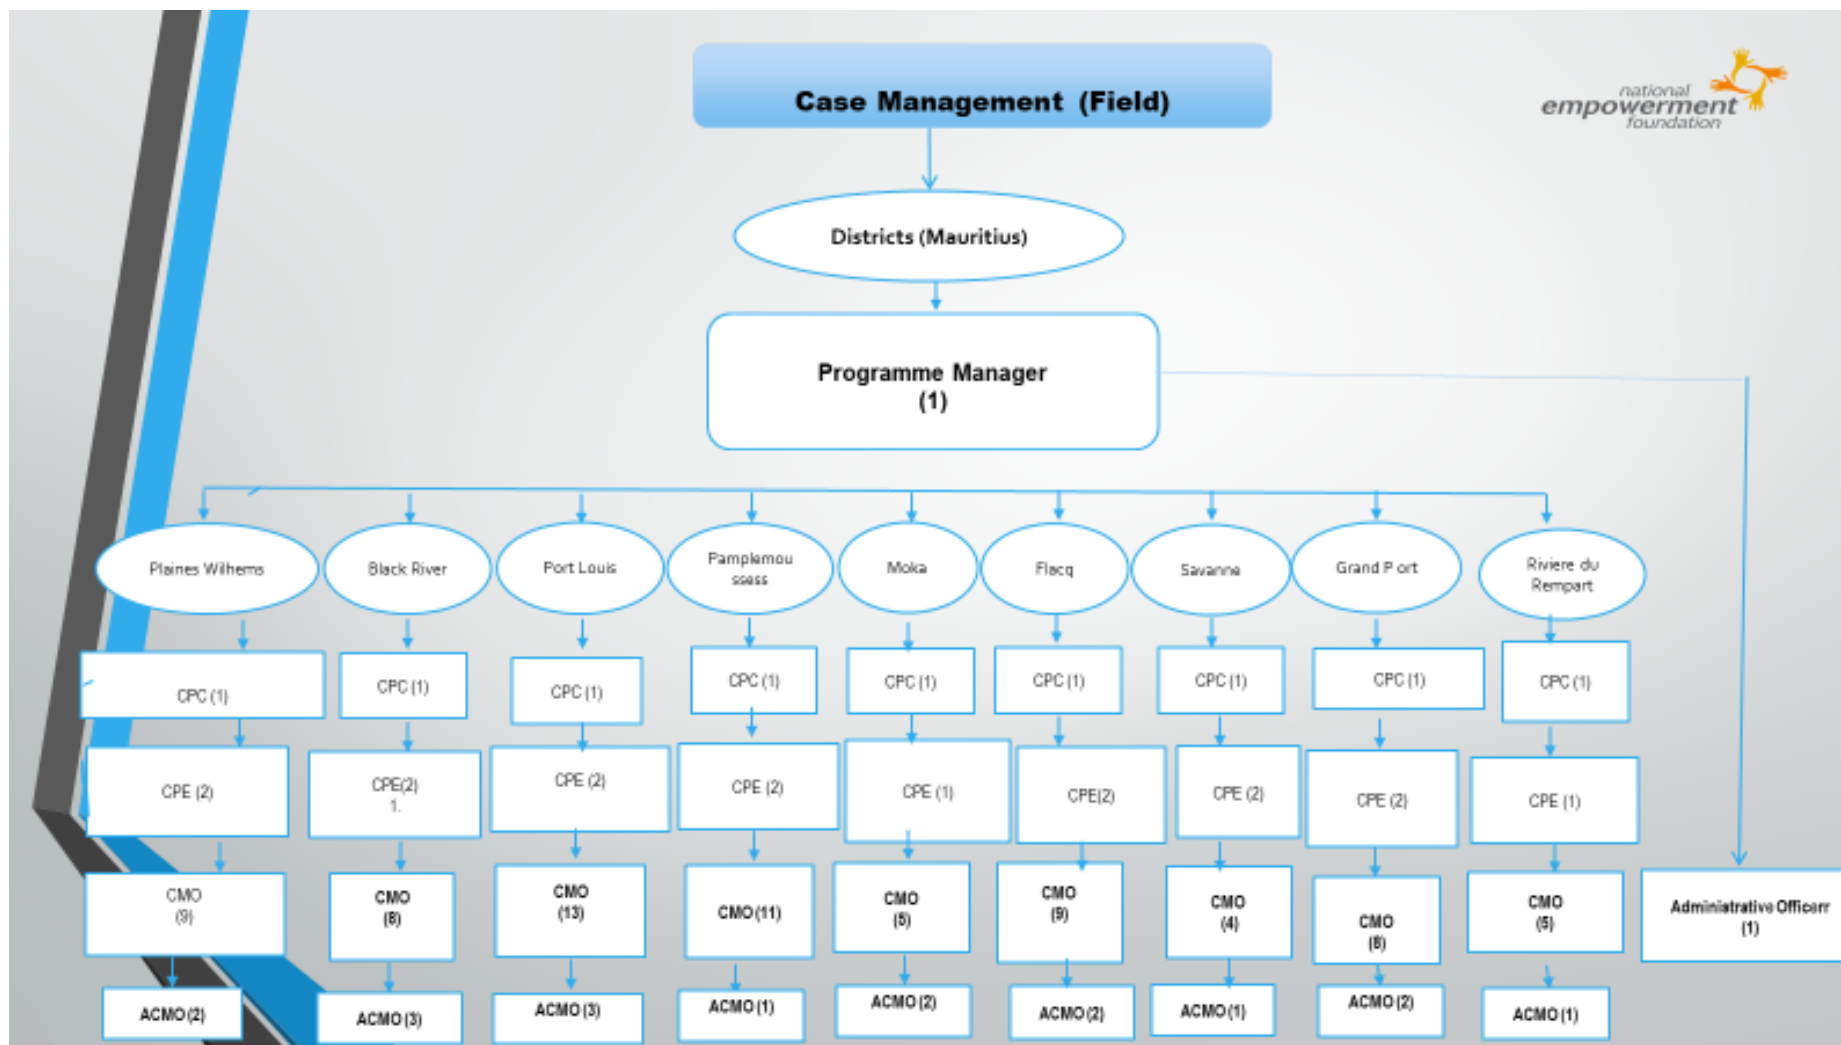 Case Management (Field)
national
empowerment
foundation
Districts (Mauritius)
Programme Manager
(1)
Plaines Wilhems
Black River
Port Louis
Pamplemou
ssess
Moka
Flacq
Savanne
Grand P ort
Riviere du
Rempart
CPC (1)
CPC (1)
CPC (1)
CPC (1)
CPC (1)
CPC (1)
CPC (1)
CPC (1)
CPC (1)
CPE (2)
CPE(2)
1.
CPE (2)
CPE (2)
CPE (1)
CPE(2)
CPE (2)
CPE (2)
CPE (1)
CMO
(9)
CMO
(8)
CMO
(13)
CMO (11)
CMO
(5)
CMO
(9)
CMO
(4)
CMO
(8)
CMO
(5)
Administrative Officerr
(1)
ACMO (2)
ACMO (3)
ACMO (3)
ACMO (1)
ACMO (2)
ACMO (2)
ACMO (1)
ACMO (2)
ACMO (1)